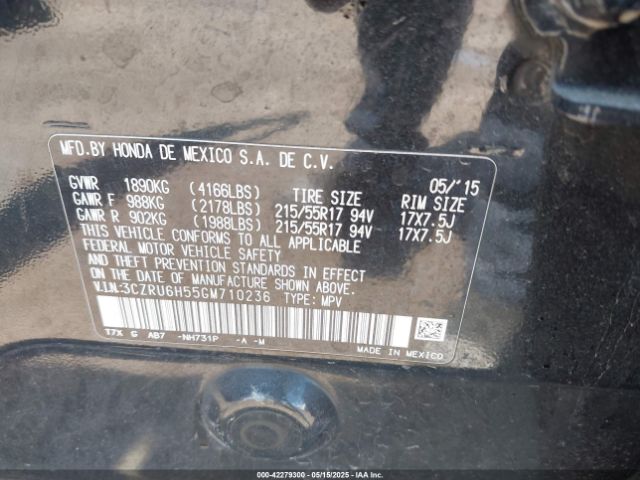 MFD.BY HONDA DE MEXICO S.A. DE C.V.
05/'15
GVWR 1890KG (4166LBS) TIRE SIZE RIM SIZE
GAWR F 988KG (2178LBS) 215/55R17 94V 17X7.5J
GAWR R 902KG (1988LBS) 215/55R17 94V 17X7.5J
THIS VEHICLE CONFORMS TO ALL APPLICABLE
FEDERAL MOTOR VEHICLE SAFETY
AND THEFT PREVENTION STANDARDS IN EFFECT
ON THE DATE OF MANUFACTURE SHOWN ABOVE.
V.I.N.:3CZRU6H55GM710236 TYPE: MPV
T7X G AB7 -NH731P -A -M
MADE IN MEXICO
000-42279300 - 05/15/2025 - IAAI.COM